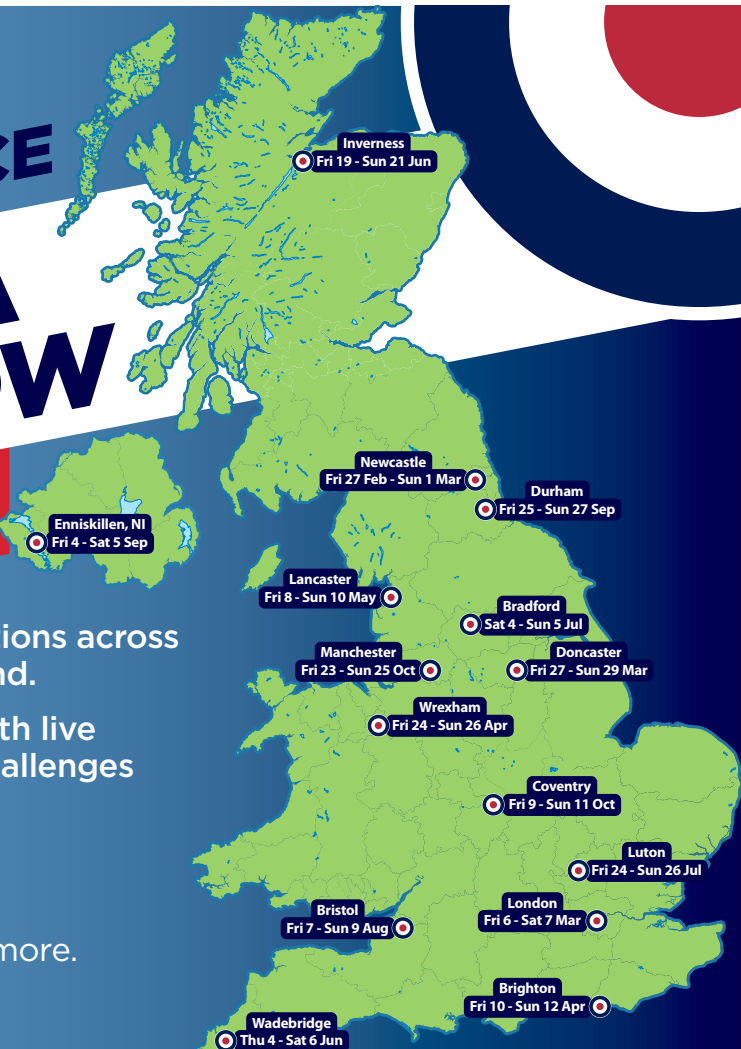 CE
A
OW
Inverness
Fri 19 - Sun 21 Jun
Newcastle
Fri 27 Feb - Sun 1 Mar
Durham
Fri 25 - Sun 27 Sep
Enniskillen, NI
Fri 4 - Sat 5 Sep
Lancaster
Fri 8 - Sun 10 May
Bradford
Sat 4 - Sun 5 Jul
tions across
nd.
Manchester
Fri 23 - Sun 25 Oct
Doncaster
Fri 27 - Sun 29 Mar
th live
allenges
Wrexham
Fri 24 - Sun 26 Apr
Coventry
Fri 9 - Sun 11 Oct
Luton
Fri 24 - Sun 26 Jul
Bristol
Fri 7 - Sun 9 Aug
London
Fri 6 - Sat 7 Mar
more.
Brighton
Fri 10 - Sun 12 Apr
Wadebridge
Thu 4 - Sat 6 Jun